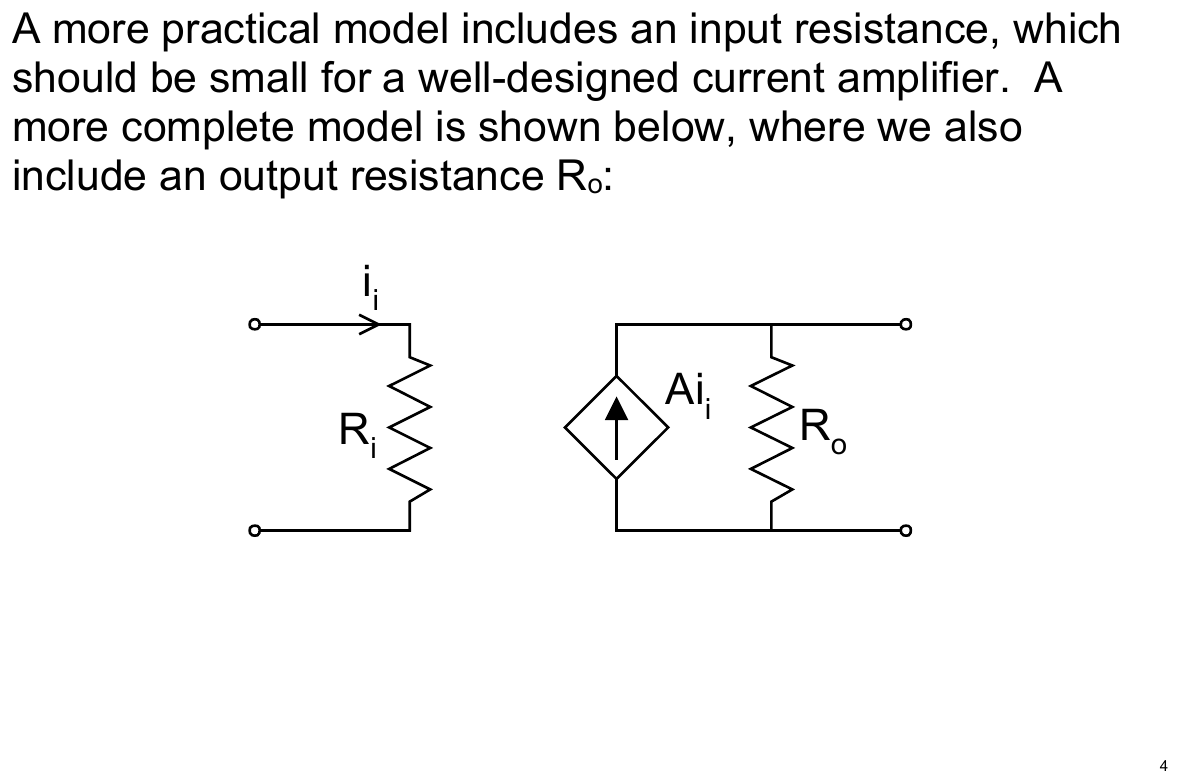 A more practical model includes an input resistance, which
should be small for a well-designed current amplifier.  A
more complete model is shown below, where we also
include an output resistance Ro:
ii
Aii
Ri
Ro
4